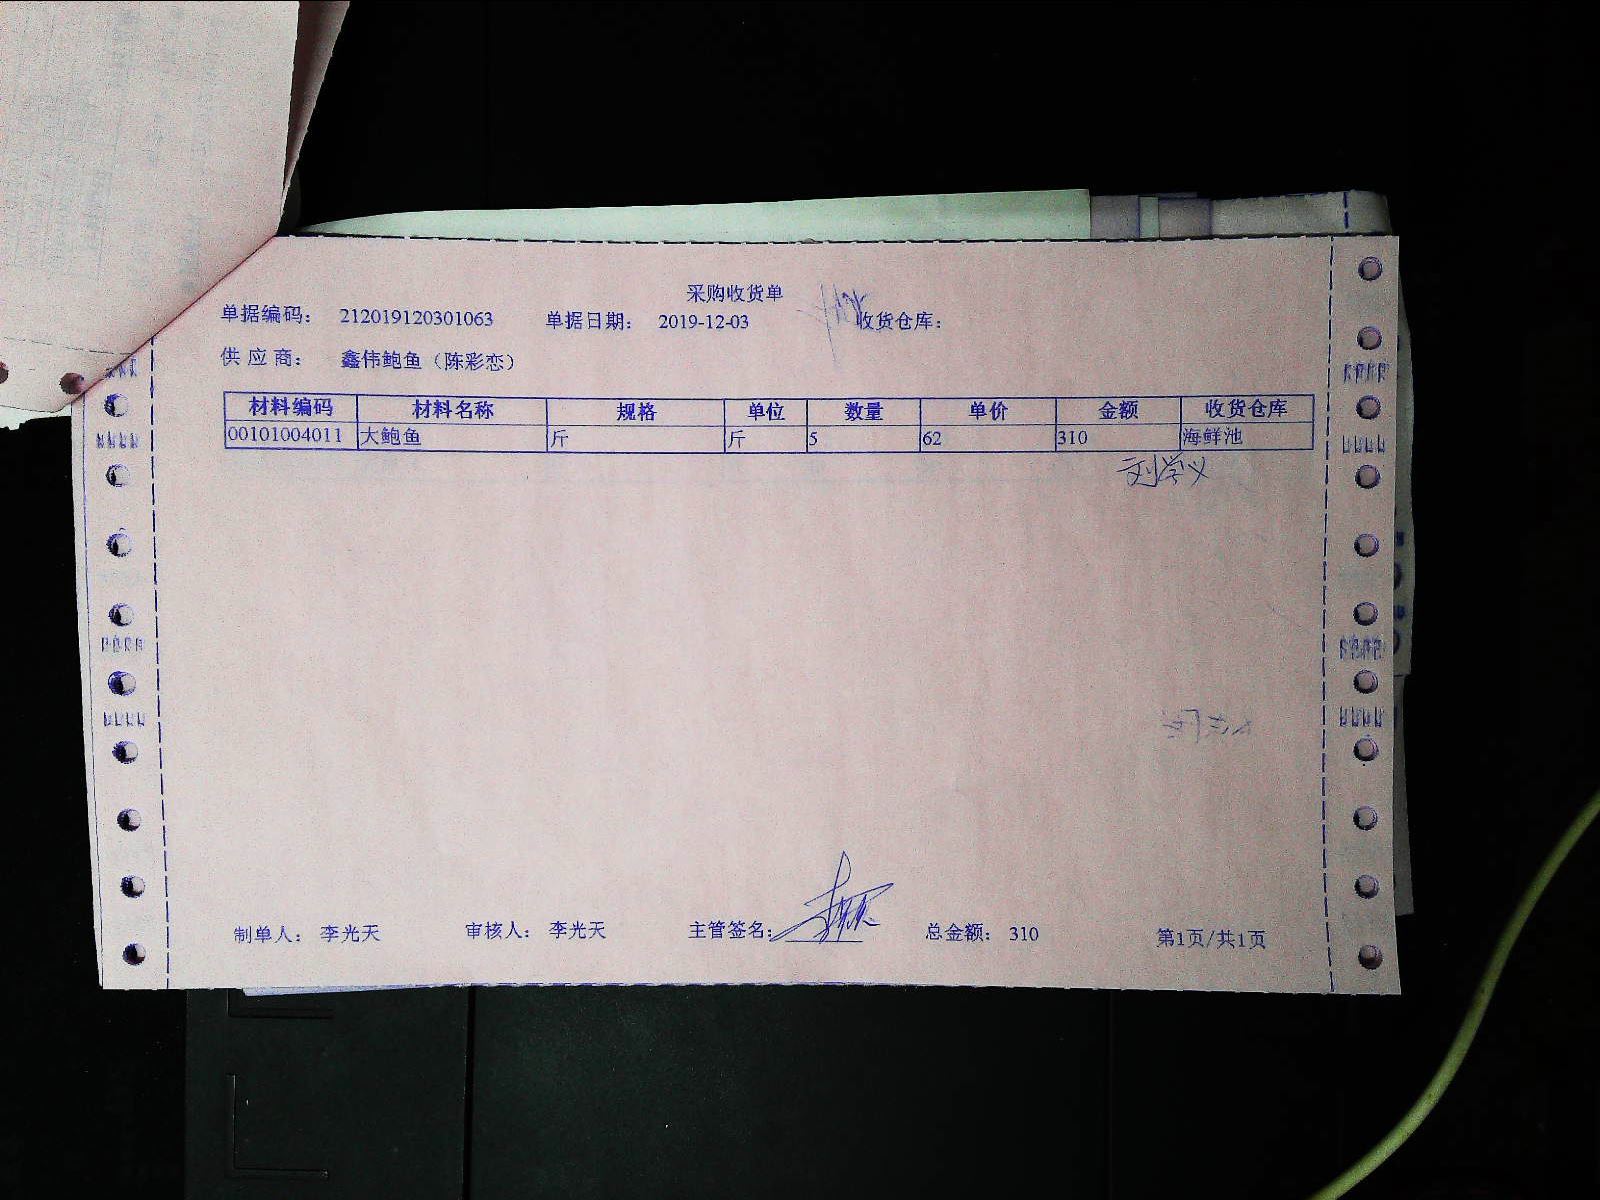 采购收货单
单据编码： 212019120301063 单据日期： 2019-12-03 收货仓库：
供应商： 鑫伟鲍鱼（陈彩恋）
材料编码 材料名称 规格 单位 数量 单价 金额 收货仓库
00101004011 大鲍鱼 斤 斤 5 62 310 海鲜池
刘学义
制单人： 李光天 审核人： 李光天 主管签名： 总金额： 310 第1页/共1页